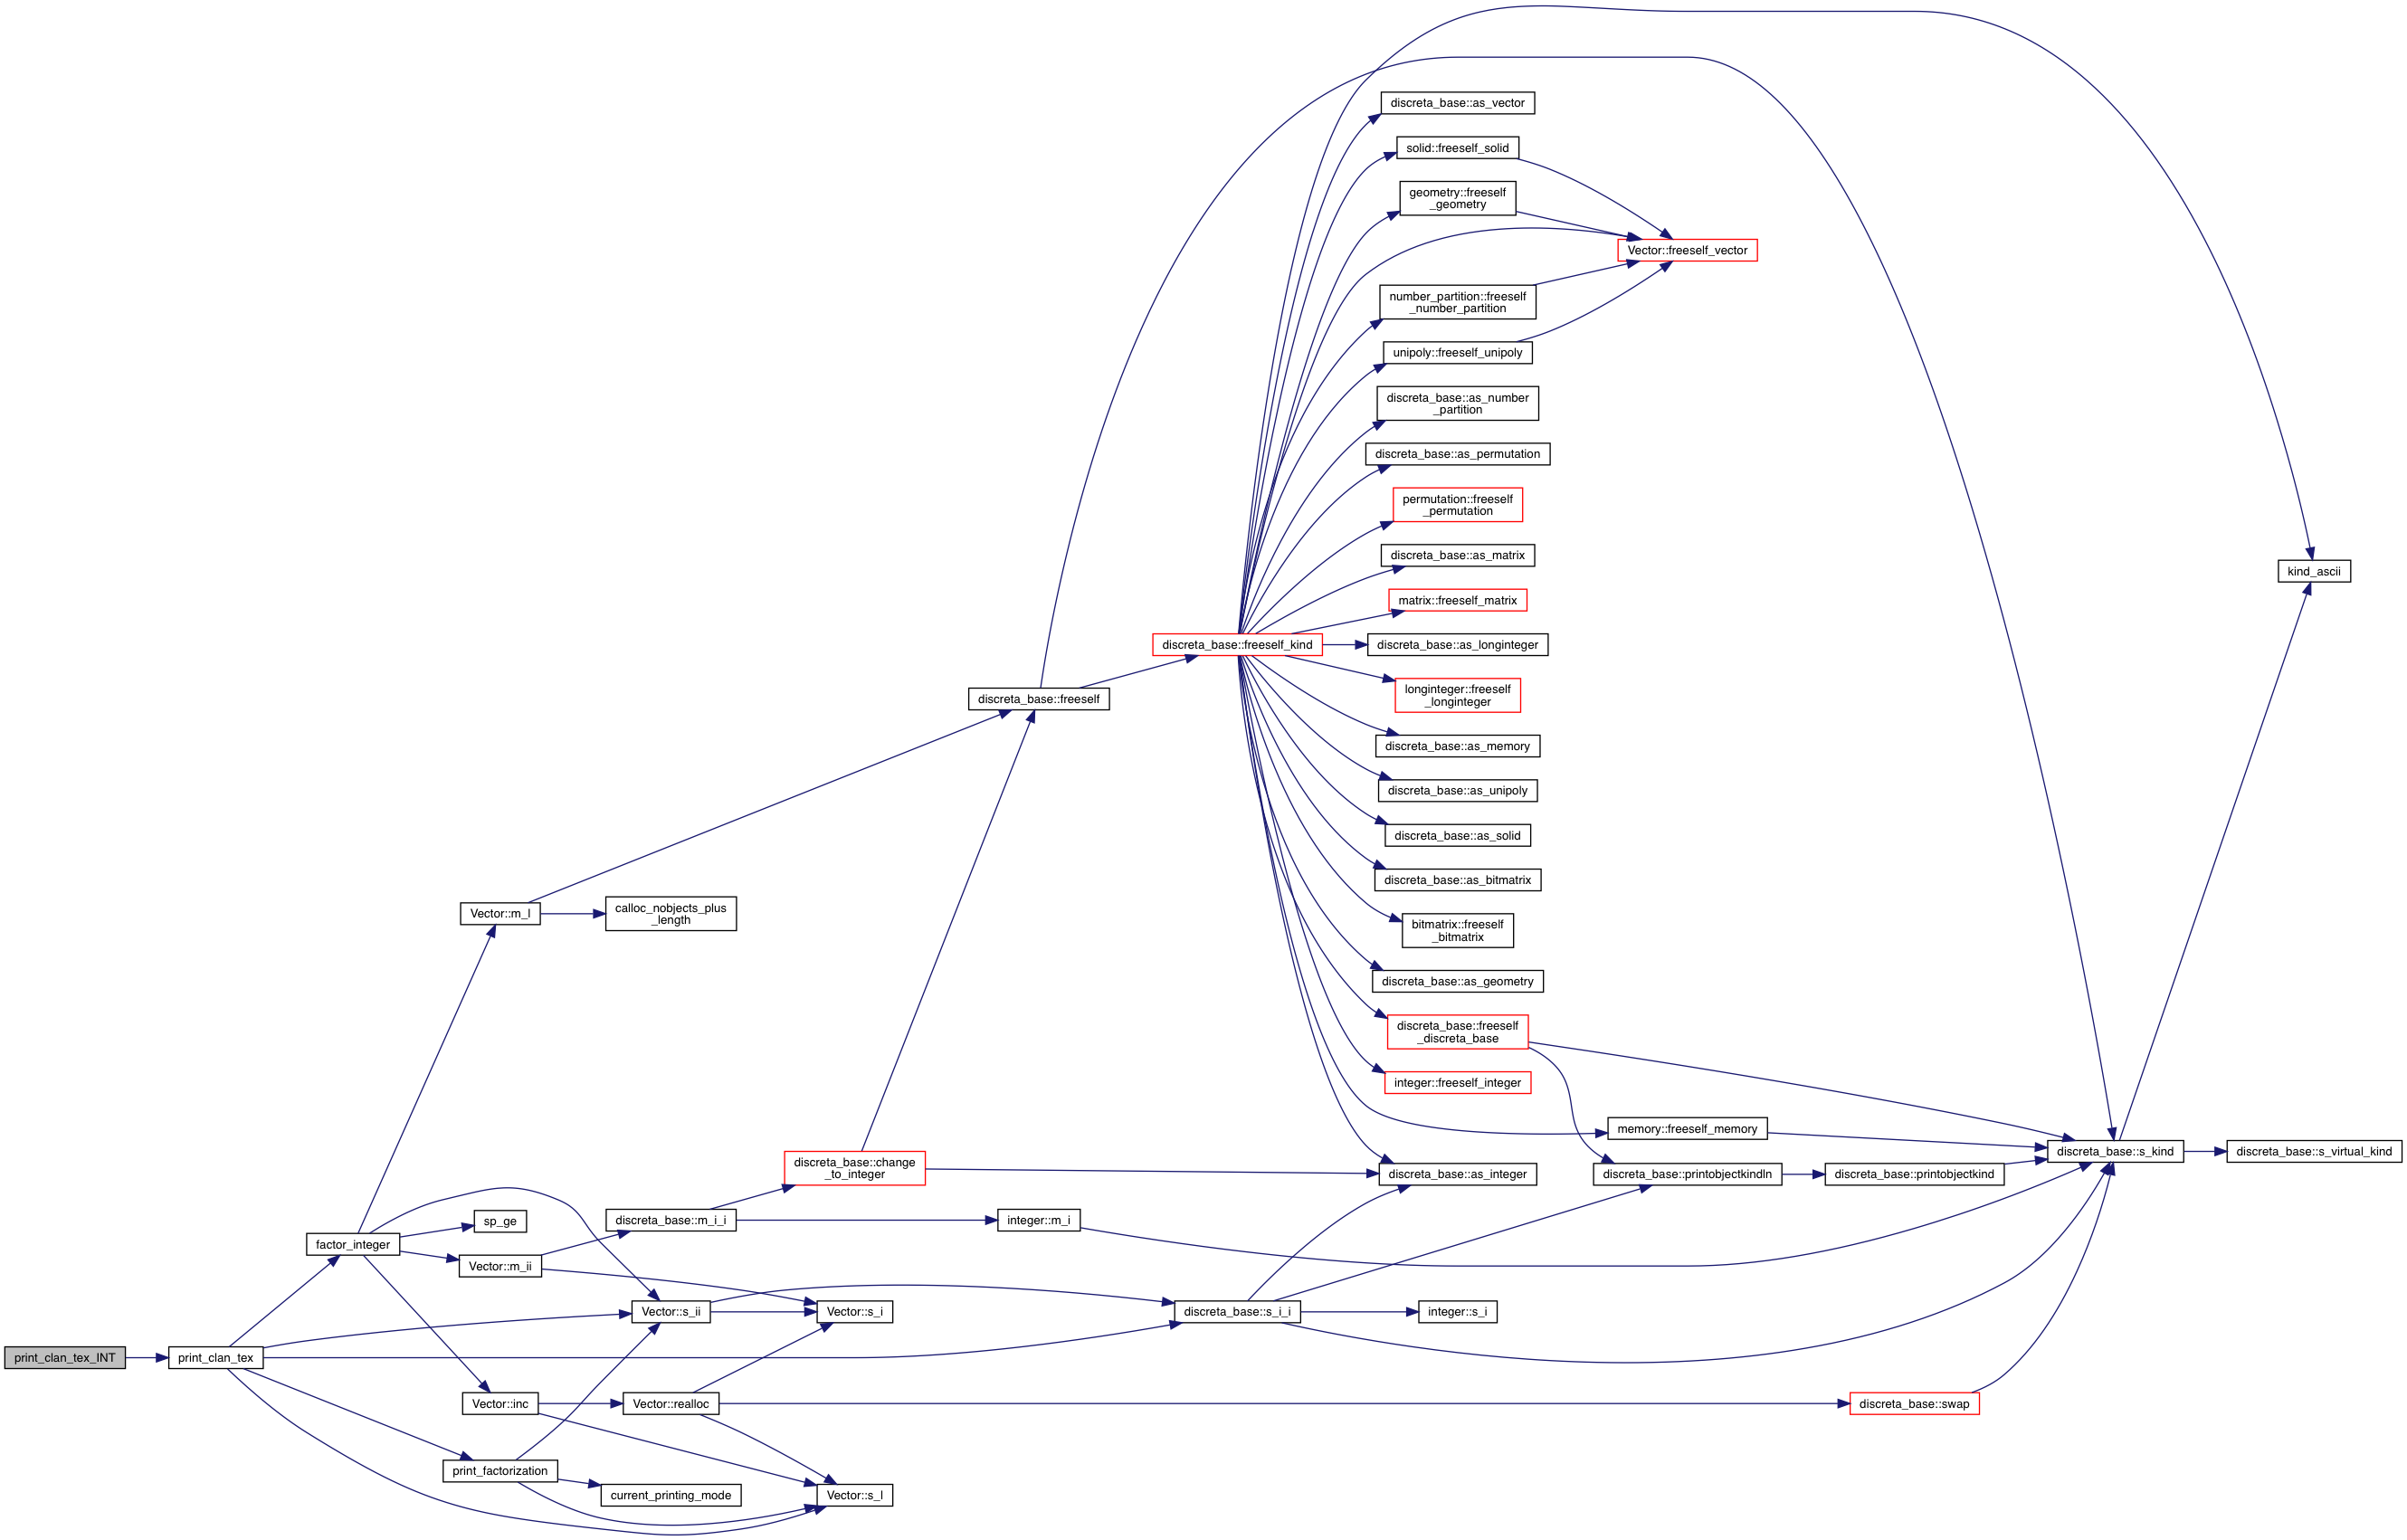 print_clan_tex_INT
print_clan_tex
factor_integer
Vector::m_l
calloc_nobjects_plus
_length
sp_ge
Vector::m_ii
discreta_base::m_i_i
Vector::s_ii
Vector::s_i
Vector::inc
Vector::realloc
print_factorization
current_printing_mode
Vector::s_l
discreta_base::change
_to_integer
discreta_base::freeself
integer::m_i
discreta_base::freeself_kind
discreta_base::s_i_i
discreta_base::as_vector
solid::freeself_solid
geometry::freeself
_geometry
Vector::freeself_vector
number_partition::freeself
_number_partition
unipoly::freeself_unipoly
discreta_base::as_number
_partition
discreta_base::as_permutation
permutation::freeself
_permutation
discreta_base::as_matrix
matrix::freeself_matrix
discreta_base::as_longinteger
longinteger::freeself
_longinteger
discreta_base::as_memory
discreta_base::as_unipoly
discreta_base::as_solid
discreta_base::as_bitmatrix
bitmatrix::freeself
_bitmatrix
discreta_base::as_geometry
discreta_base::freeself
_discreta_base
integer::freeself_integer
memory::freeself_memory
discreta_base::as_integer
discreta_base::printobjectkindln
discreta_base::printobjectkind
integer::s_i
discreta_base::swap
kind_ascii
discreta_base::s_kind
discreta_base::s_virtual_kind